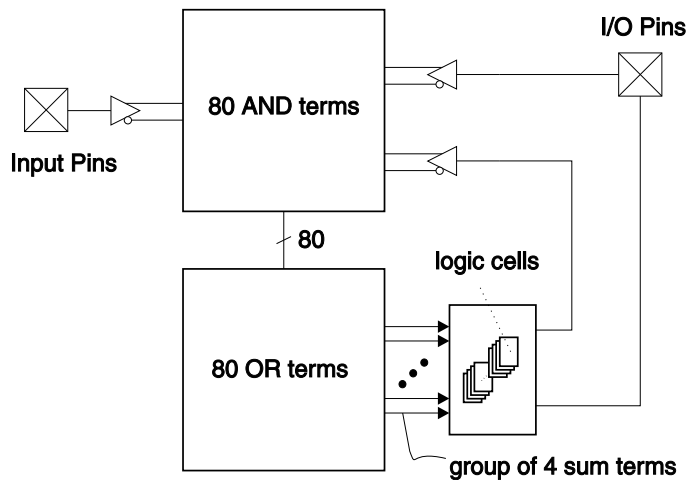 I/O Pins
80 AND terms
Input Pins
80
logic cells
80 OR terms
group of 4 sum terms